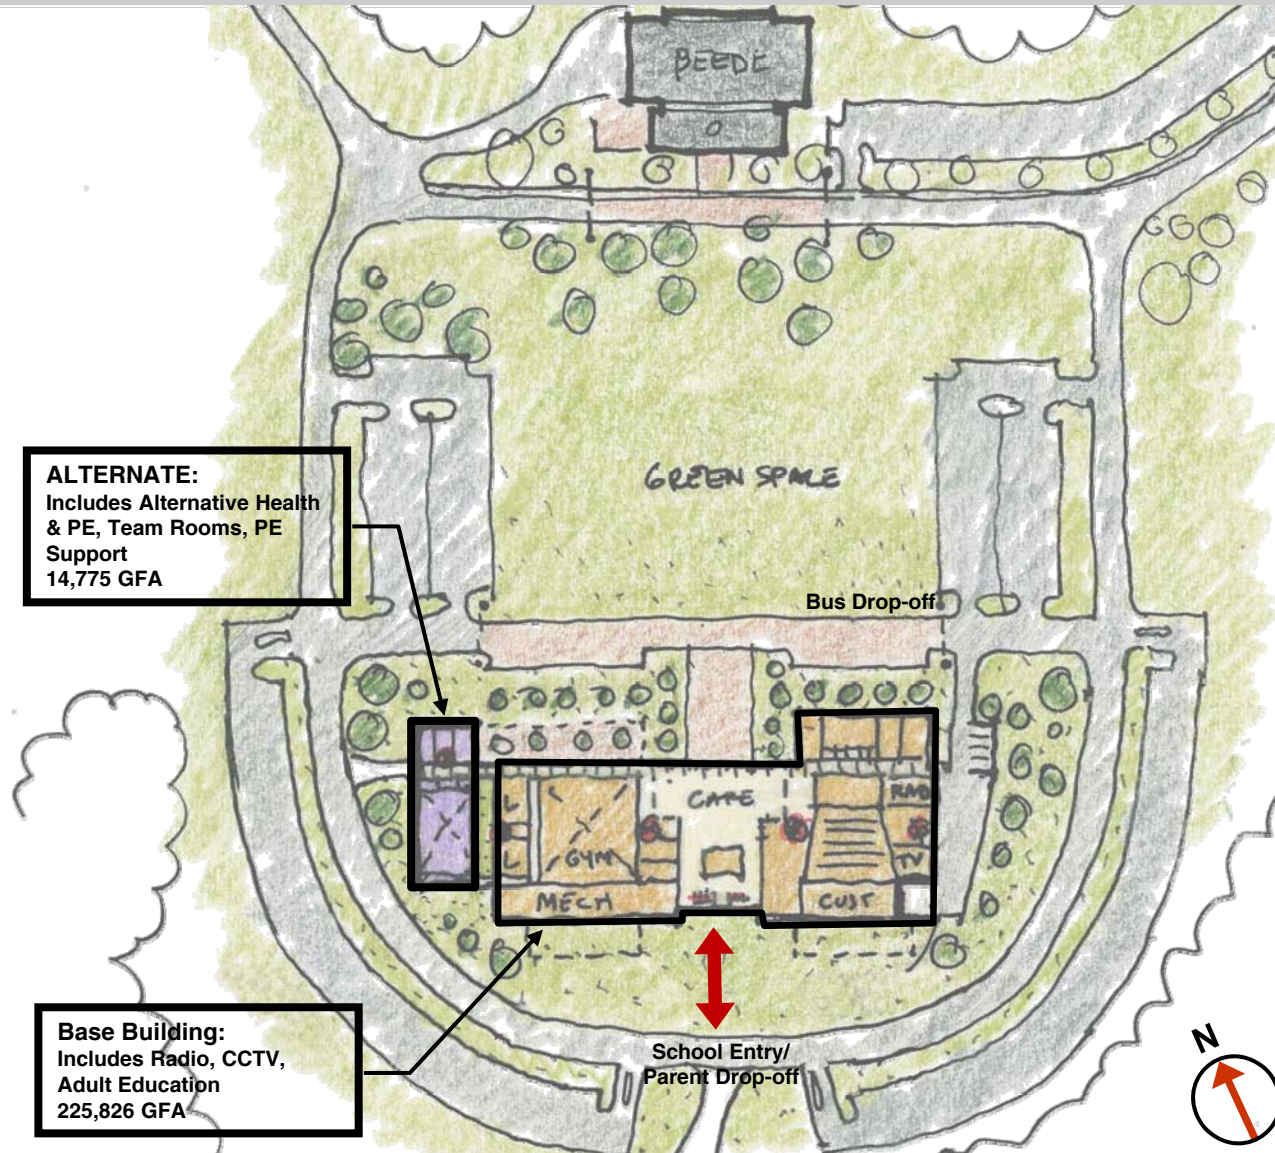 BEEDE
GREEN SPACE
ALTERNATE:
Includes Alternative Health
& PE, Team Rooms, PE
Support
14,775 GFA
Bus Drop-off
CAFE
RAD
L
GYM
L
TV
MECH
CUST
Base Building:
Includes Radio, CCTV,
Adult Education
225,826 GFA
School Entry/
Parent Drop-off
N